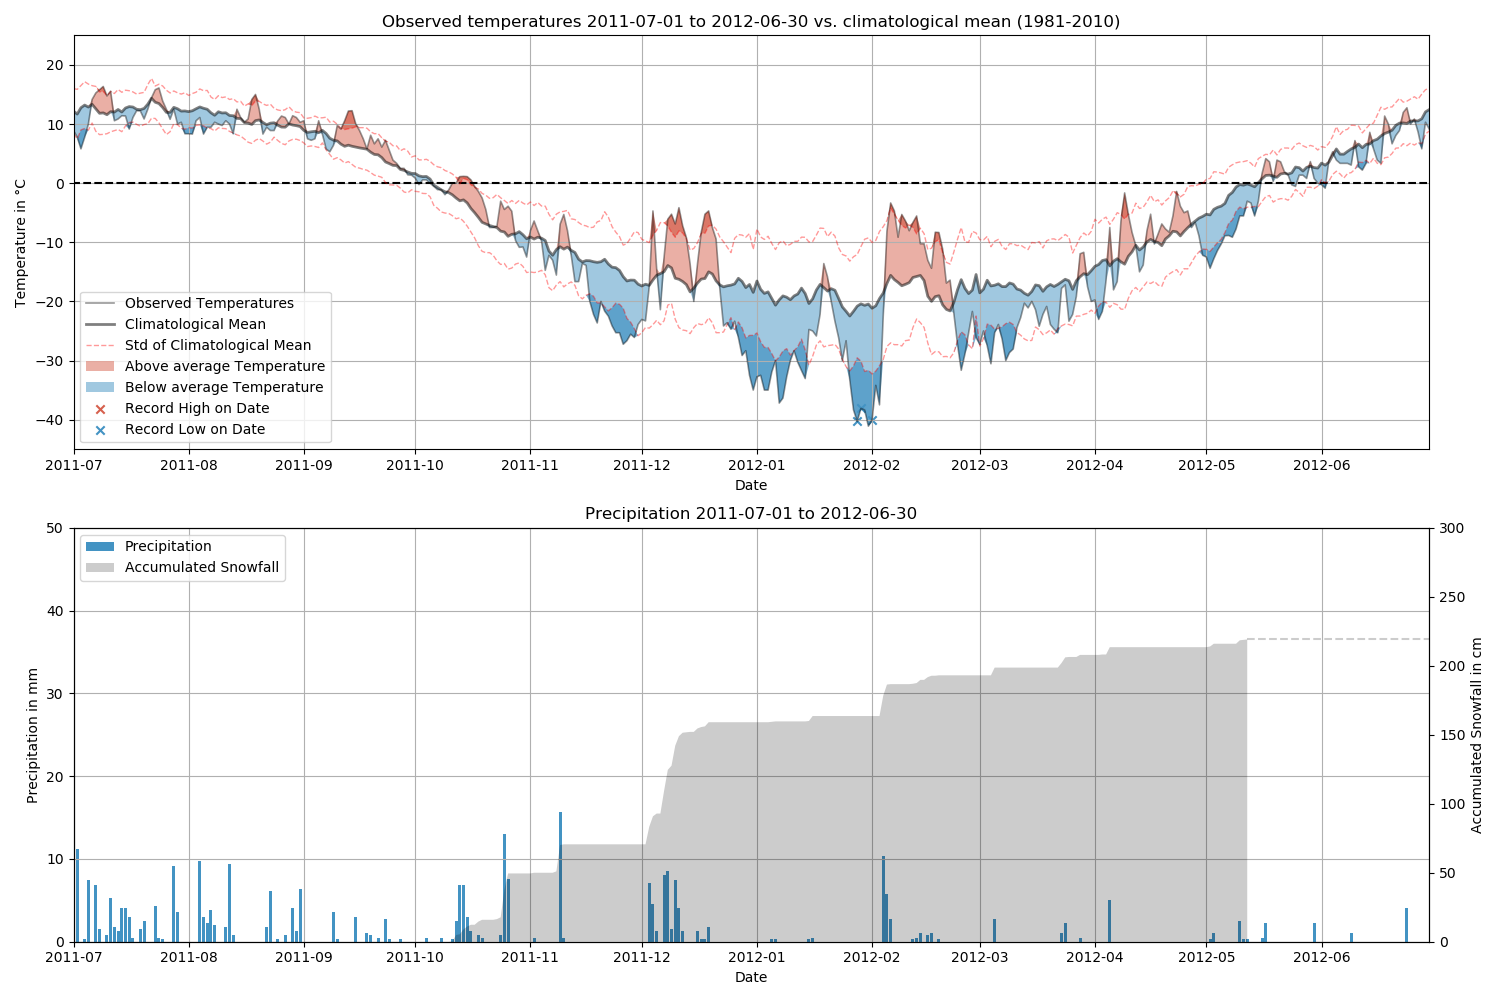 Observed temperatures 2011-07-01 to 2012-06-30 vs. climatological mean (1981-2010)
20
10
0
−10
−20
−30
−40
Temperature in °C
Observed Temperatures
Climatological Mean
Std of Climatological Mean
Above average Temperature
Below average Temperature
Record High on Date
Record Low on Date
2011-07 2011-08 2011-09 2011-10 2011-11 2011-12 2012-01 2012-02 2012-03 2012-04 2012-05 2012-06
Date
Precipitation 2011-07-01 to 2012-06-30
50
40
30
20
10
0
Precipitation in mm
Precipitation
Accumulated Snowfall
300
250
200
150
100
50
0
Accumulated Snowfall in cm
2011-07 2011-08 2011-09 2011-10 2011-11 2011-12 2012-01 2012-02 2012-03 2012-04 2012-05 2012-06
Date